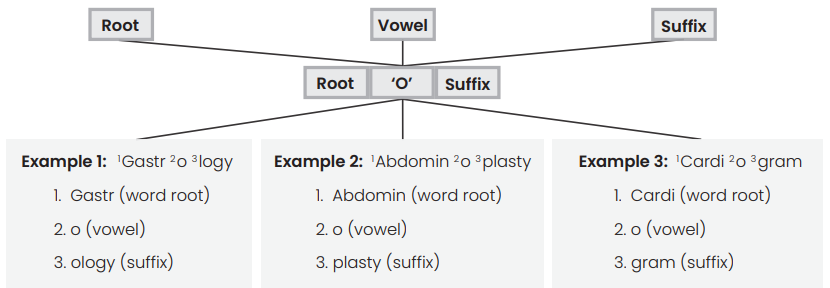 Root
Vowel
Suffix
Root 'O' Suffix
Example 1: ¹Gastr ²o ³logy
1. Gastr (word root)
2. o (vowel)
3. ology (suffix)
Example 2: ¹Abdomin ²o ³plasty
1. Abdomin (word root)
2. o (vowel)
3. plasty (suffix)
Example 3: ¹Cardi ²o ³gram
1. Cardi (word root)
2. o (vowel)
3. gram (suffix)